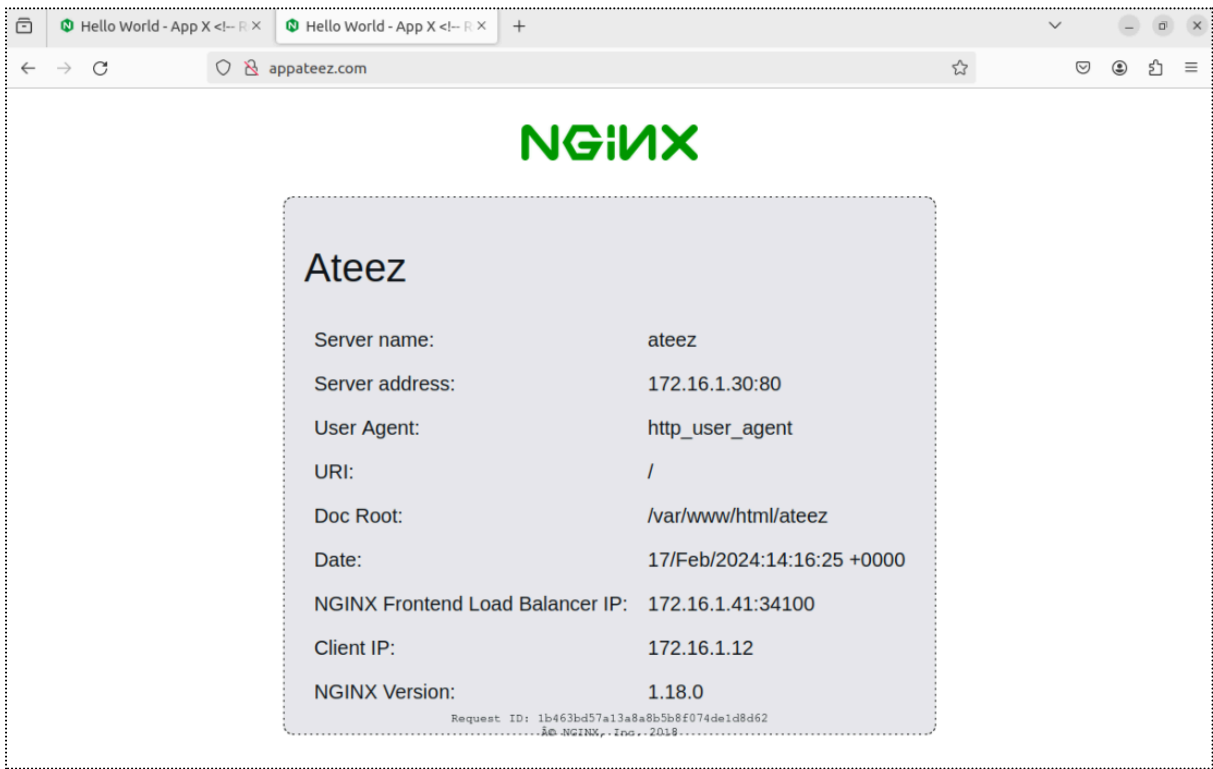 Hello World - App X <!-- R
Hello World - App X <!-- R
appateez.com
NGINX
Ateez
Server name: ateez
Server address: 172.16.1.30:80
User Agent: http_user_agent
URI: /
Doc Root: /var/www/html/ateez
Date: 17/Feb/2024:14:16:25 +0000
NGINX Frontend Load Balancer IP: 172.16.1.41:34100
Client IP: 172.16.1.12
NGINX Version: 1.18.0
Request ID: 1b463bd57a13a8a8b5b8f074de1d8d62
© NGINX, Inc. 2018